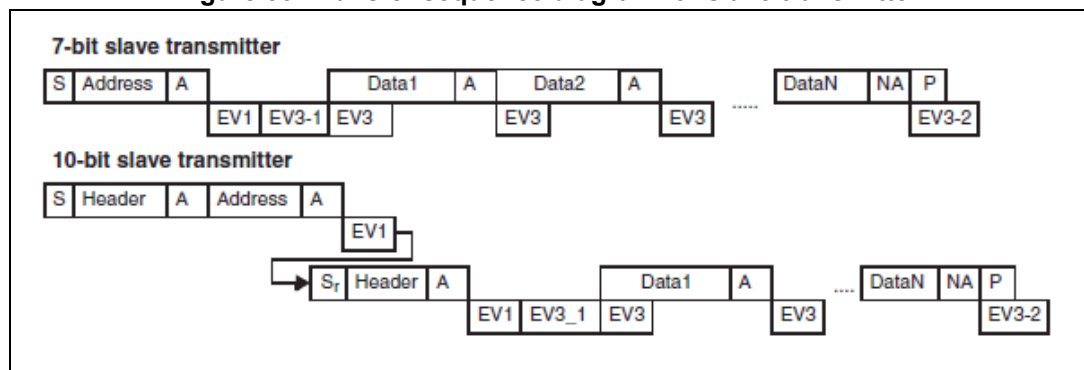 7-bit slave transmitter
S Address A Data1 A Data2 A ..... DataN NA P
EV1 EV3-1 EV3 EV3 EV3 EV3-2
10-bit slave transmitter
S Header A Address A
EV1
Sr Header A Data1 A .... DataN NA P
EV1 EV3_1 EV3 EV3 EV3-2